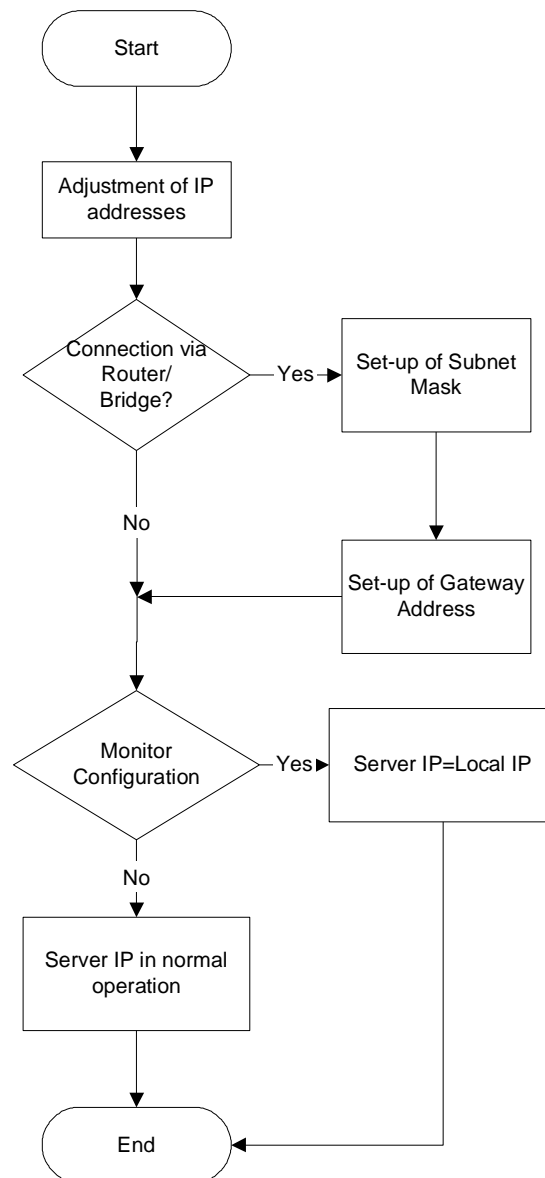 Start
Adjustment of IP
addresses
Connection via
Router/
Bridge?
Yes
Set-up of Subnet
Mask
No
Set-up of Gateway
Address
Monitor
Configuration
Yes
Server IP=Local IP
No
Server IP in normal
operation
End